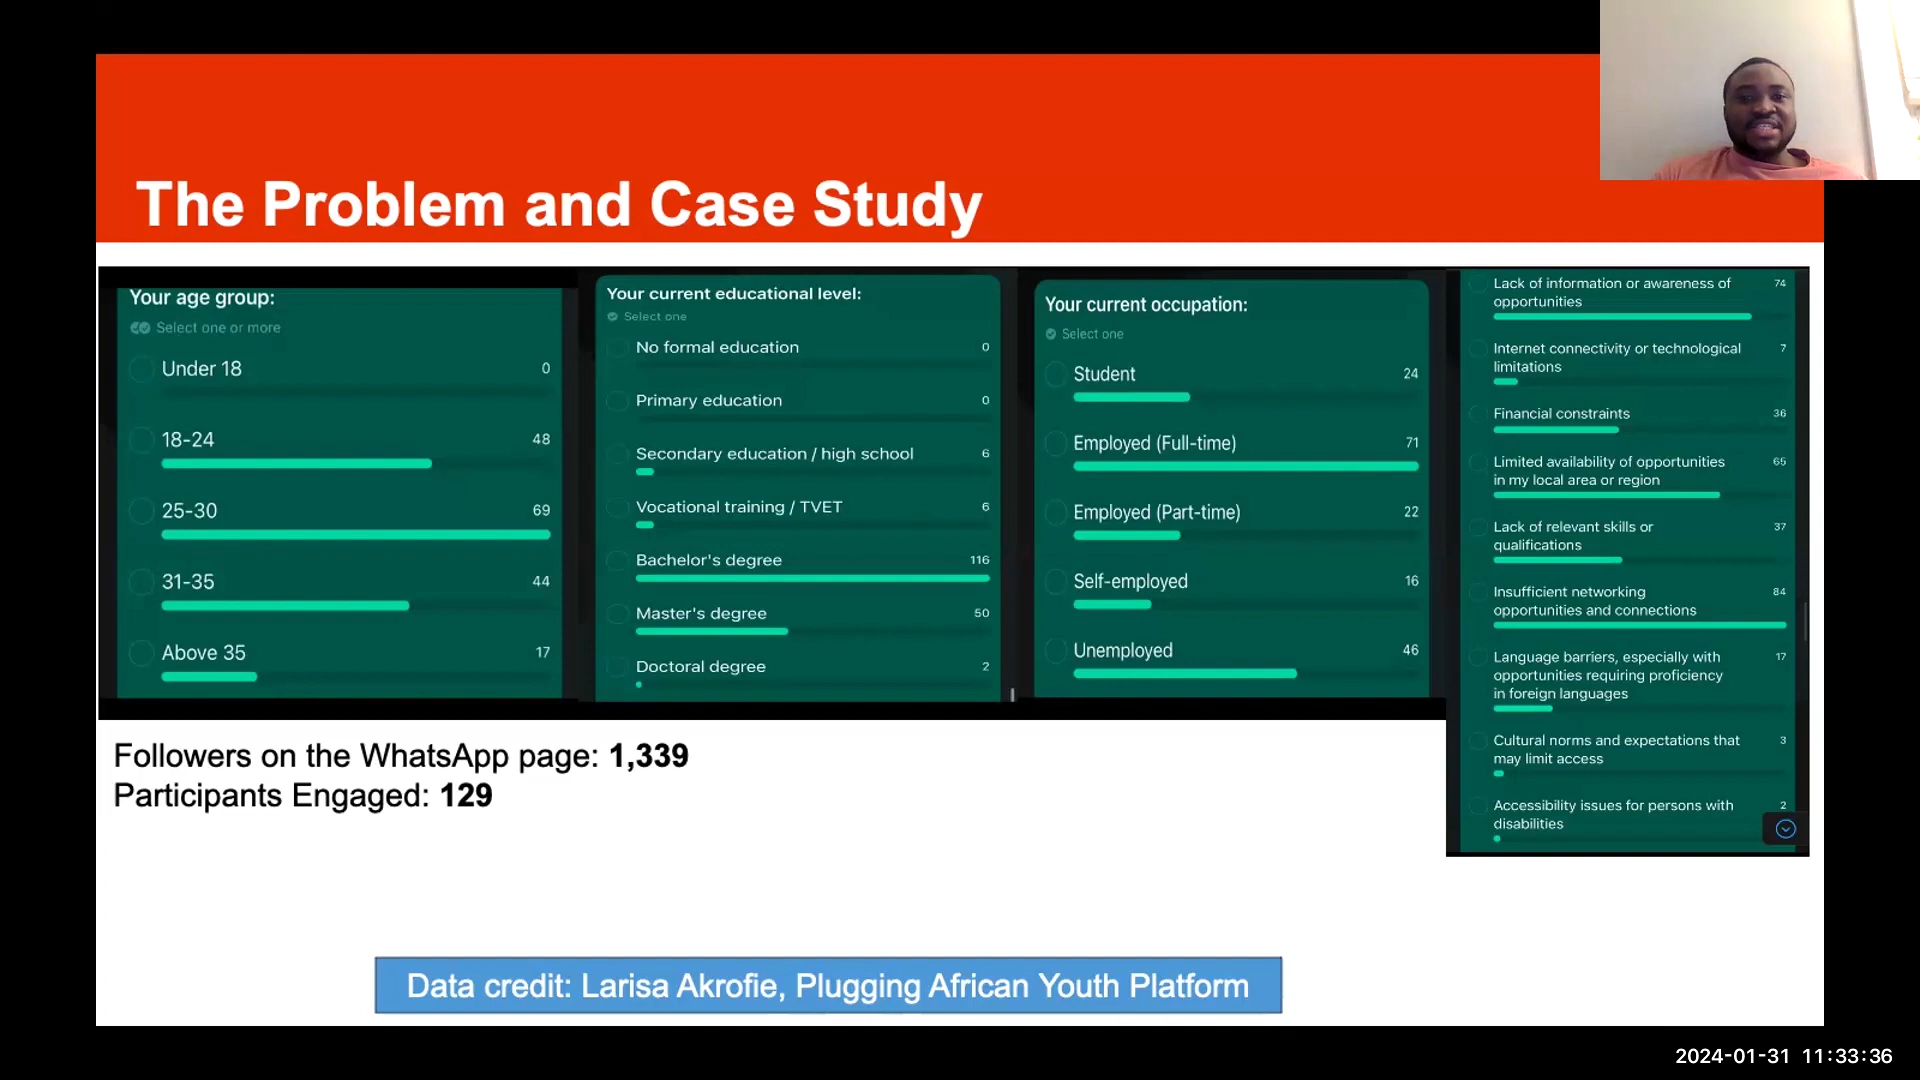 The Problem and Case Study
Your age group:
Select one or more
Under 18 0
18-24 48
25-30 69
31-35 44
Above 35 17
Your current educational level:
Select one
No formal education 0
Primary education 0
Secondary education / high school 6
Vocational training / TVET 6
Bachelor's degree 116
Master's degree 50
Doctoral degree 2
Your current occupation:
Select one
Student 24
Employed (Full-time) 71
Employed (Part-time) 22
Self-employed 16
Unemployed 46
Lack of information or awareness of 74
opportunities
Internet connectivity or technological 7
limitations
Financial constraints 36
Limited availability of opportunities 65
in my local area or region
Lack of relevant skills or 37
qualifications
Insufficient networking 84
opportunities and connections
Language barriers, especially with 17
opportunities requiring proficiency
in foreign languages
Cultural norms and expectations that 3
may limit access
Accessibility issues for persons with 2
disabilities
Followers on the WhatsApp page: 1,339
Participants Engaged: 129
Data credit: Larisa Akrofie, Plugging African Youth Platform
2024-01-31 11:33:36